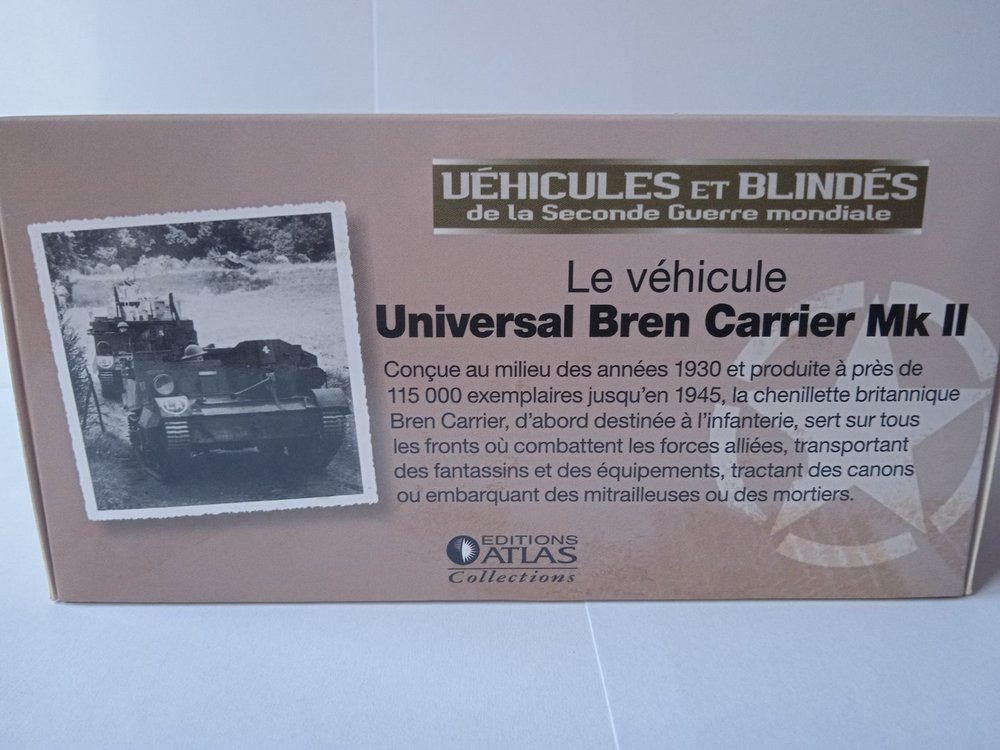 VÉHICULES ET BLINDÉS
de la Seconde Guerre mondiale
Le véhicule
Universal Bren Carrier Mk II
Conçue au milieu des années 1930 et produite à près de
115 000 exemplaires jusqu'en 1945, la chenillette britannique
Bren Carrier, d'abord destinée à l'infanterie, sert sur tous
les fronts où combattent les forces alliées, transportant
des fantassins et des équipements, tractant des canons
ou embarquant des mitrailleuses ou des mortiers.
EDITIONS
ATLAS
Collections